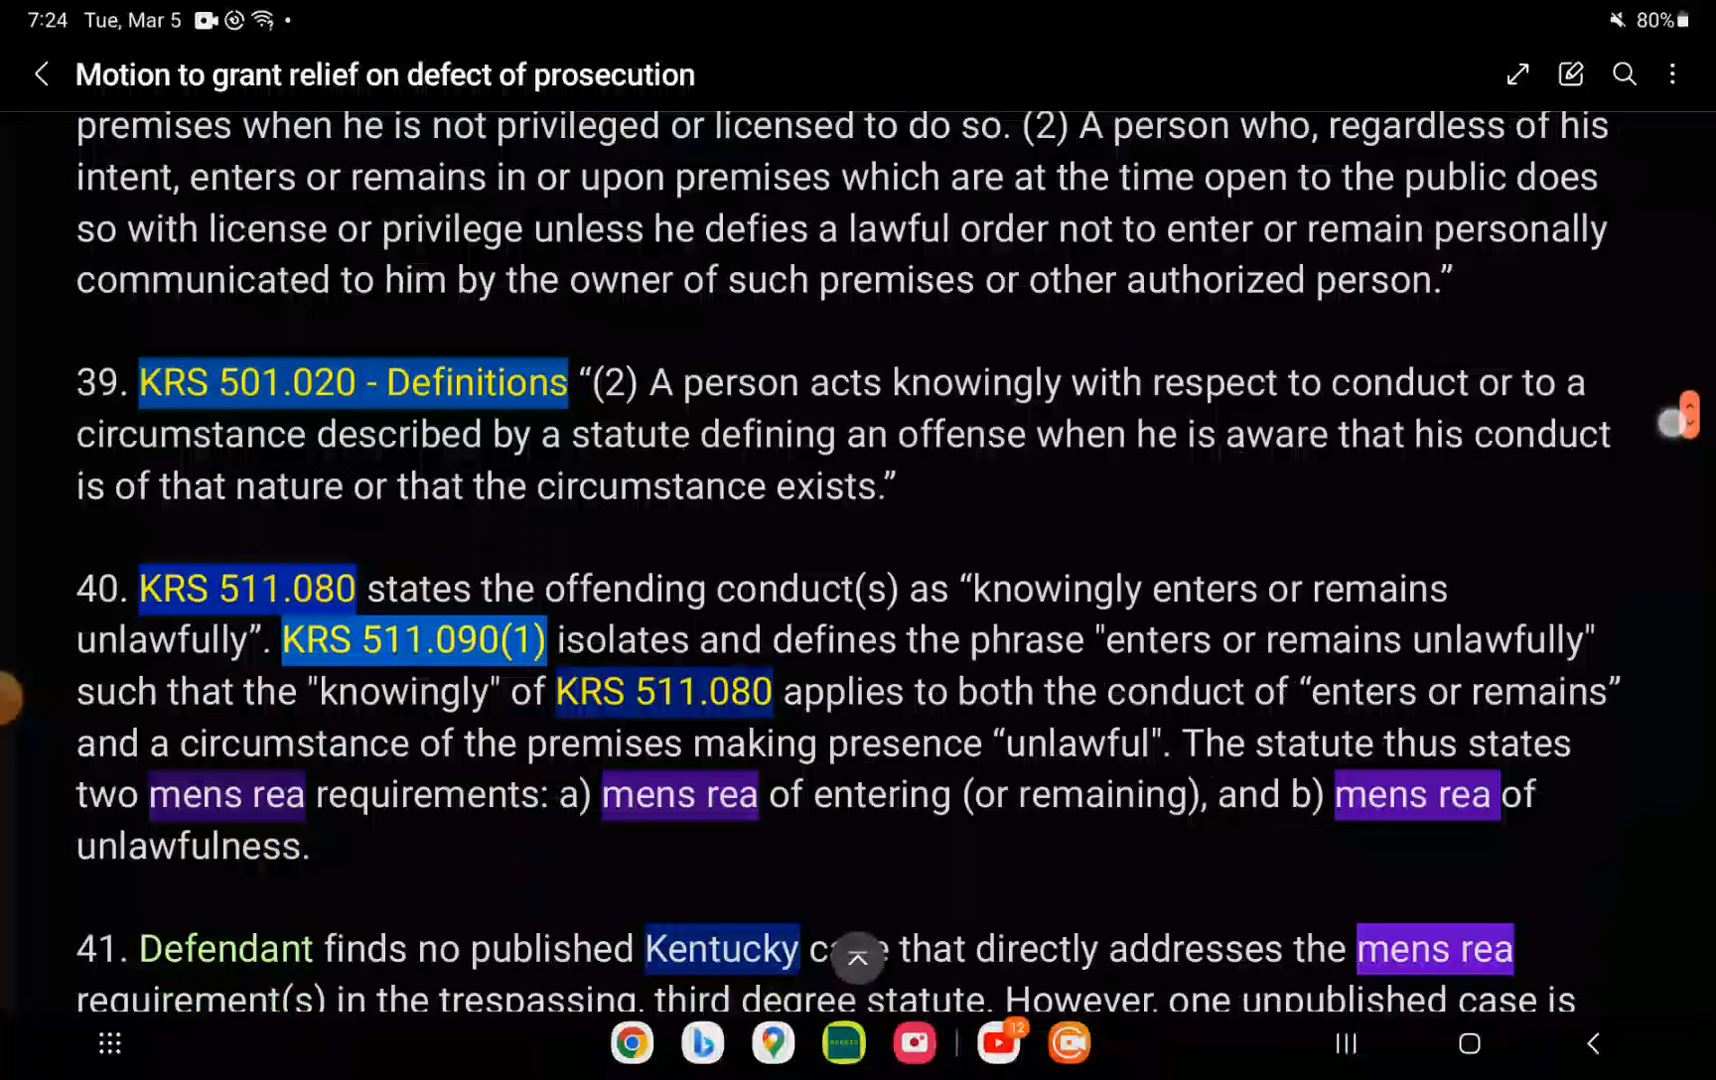 7:24 Tue, Mar 5 80%
Motion to grant relief on defect of prosecution
premises when he is not privileged or licensed to do so. (2) A person who, regardless of his
intent, enters or remains in or upon premises which are at the time open to the public does
so with license or privilege unless he defies a lawful order not to enter or remain personally
communicated to him by the owner of such premises or other authorized person.”
39. KRS 501.020 - Definitions “(2) A person acts knowingly with respect to conduct or to a
circumstance described by a statute defining an offense when he is aware that his conduct
is of that nature or that the circumstance exists.”
40. KRS 511.080 states the offending conduct(s) as “knowingly enters or remains
unlawfully”. KRS 511.090(1) isolates and defines the phrase "enters or remains unlawfully"
such that the "knowingly" of KRS 511.080 applies to both the conduct of “enters or remains”
and a circumstance of the premises making presence “unlawful". The statute thus states
two mens rea requirements: a) mens rea of entering (or remaining), and b) mens rea of
unlawfulness.
41. Defendant finds no published Kentucky that directly addresses the mens rea
requirement(s) in the trespassing, third degree statute. However, one unpublished case is
12